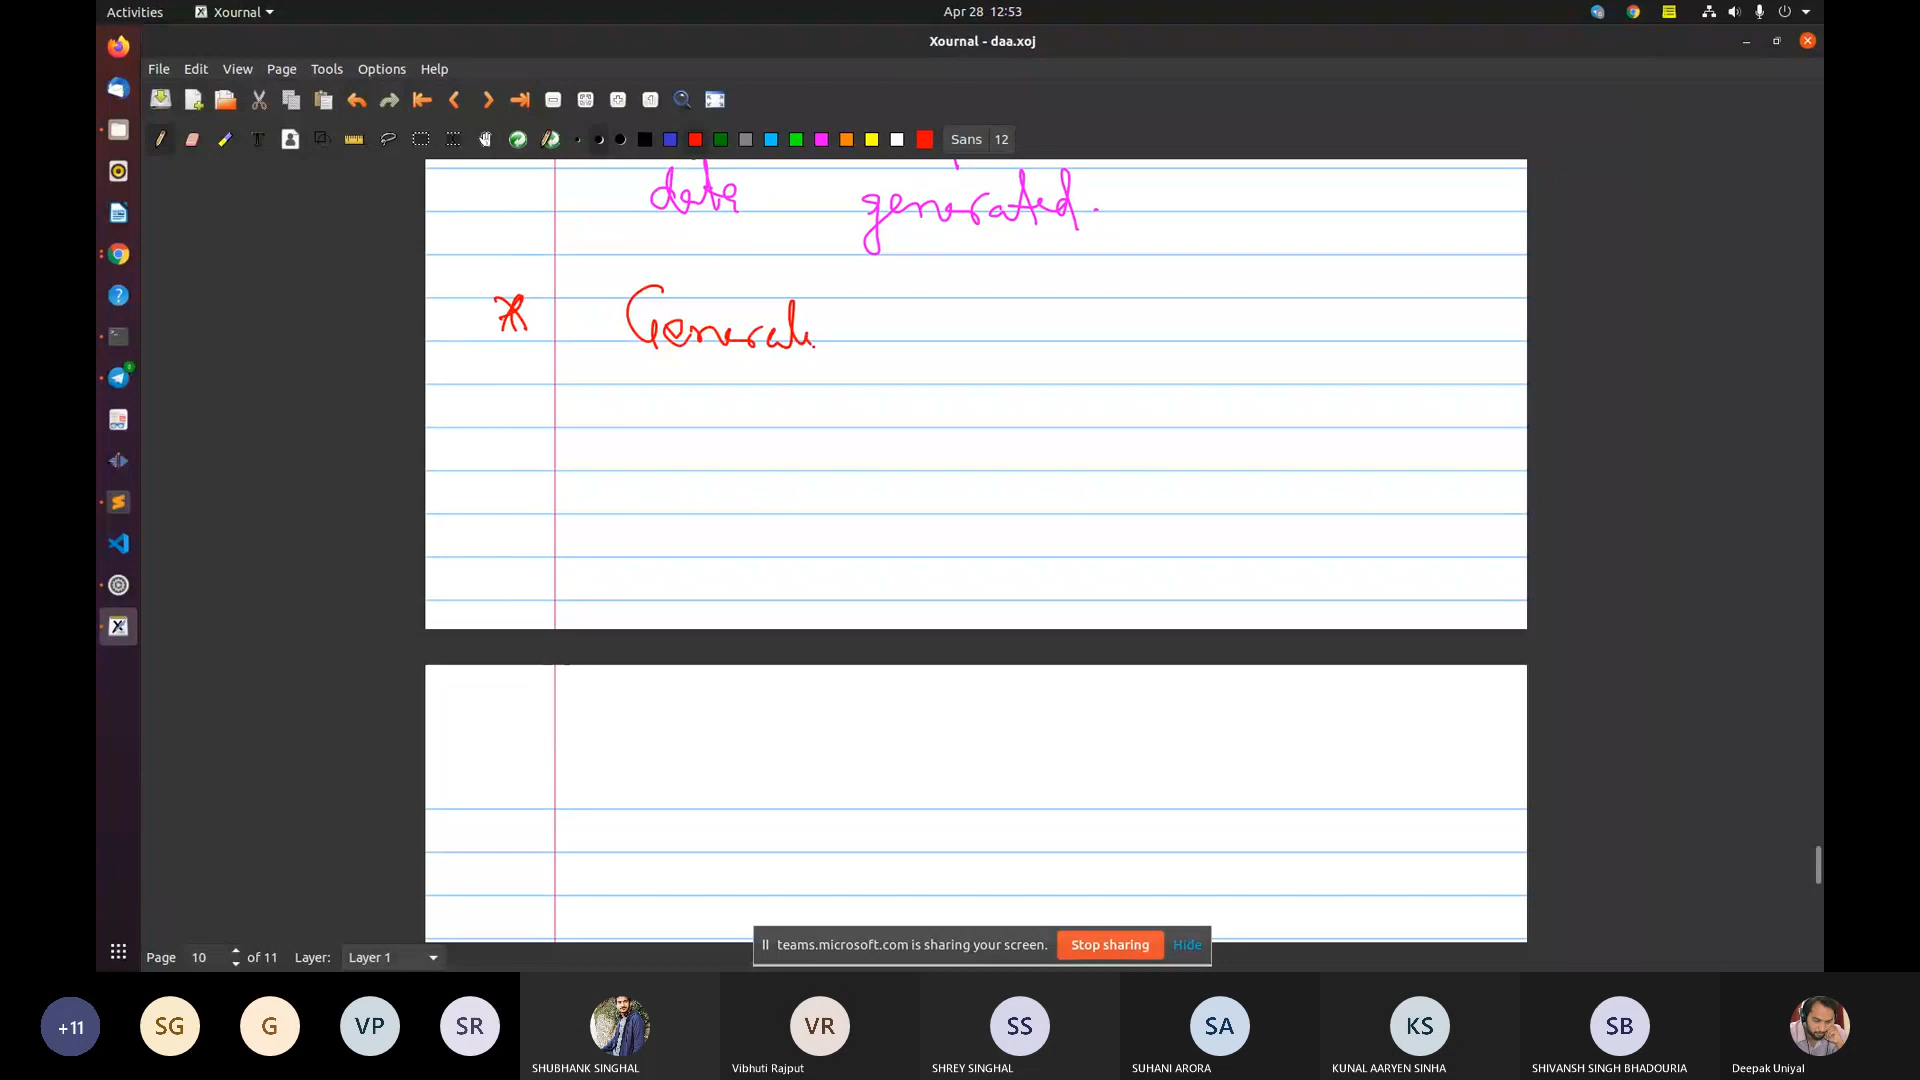 Activities
Xournal
Apr 28 12:53
Xournal - daa.xoj
File Edit View Page Tools Options Help
Sans 12
data generated.
* Generali
Page 10 of 11 Layer: Layer 1
teams.microsoft.com is sharing your screen. Stop sharing Hide
+11 SG G VP SR VR SS SA KS SB
SHUBHANK SINGHAL Vibhuti Rajput SHREY SINGHAL SUHANI ARORA KUNAL AARYEN SINHA SHIVANSH SINGH BHADOURIA Deepak Uniyal